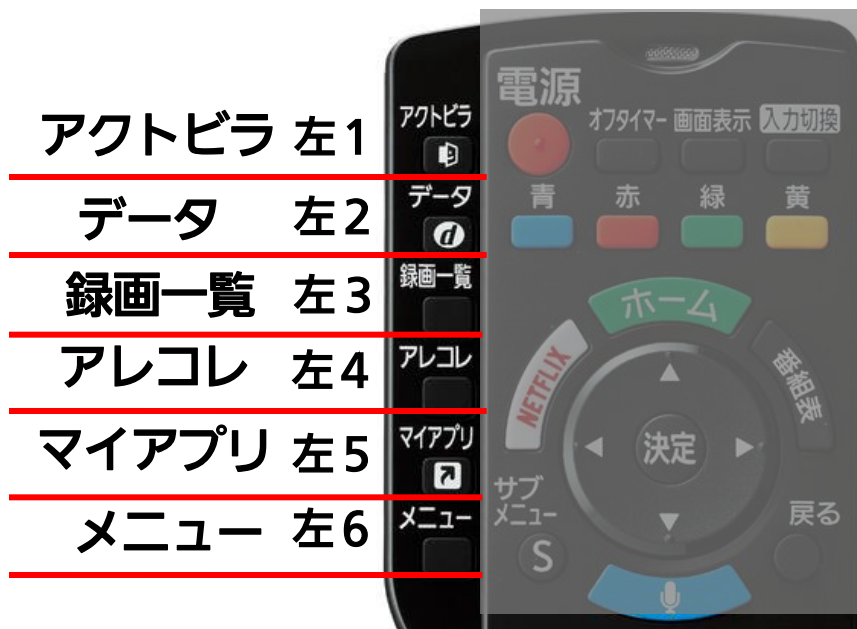 アクトビラ 左1
データ 左2
録画一覧 左3
アレコレ 左4
マイアプリ 左5
メニュー 左6
アクトビラ
データ
d
録画一覧
アレコレ
マイアプリ
メニュー
電源
オフタイマー 画面表示 入力切換
青 赤 緑 黄
ホーム
NETFLIX
番組表
決定
サブ
メニュー
S
戻る